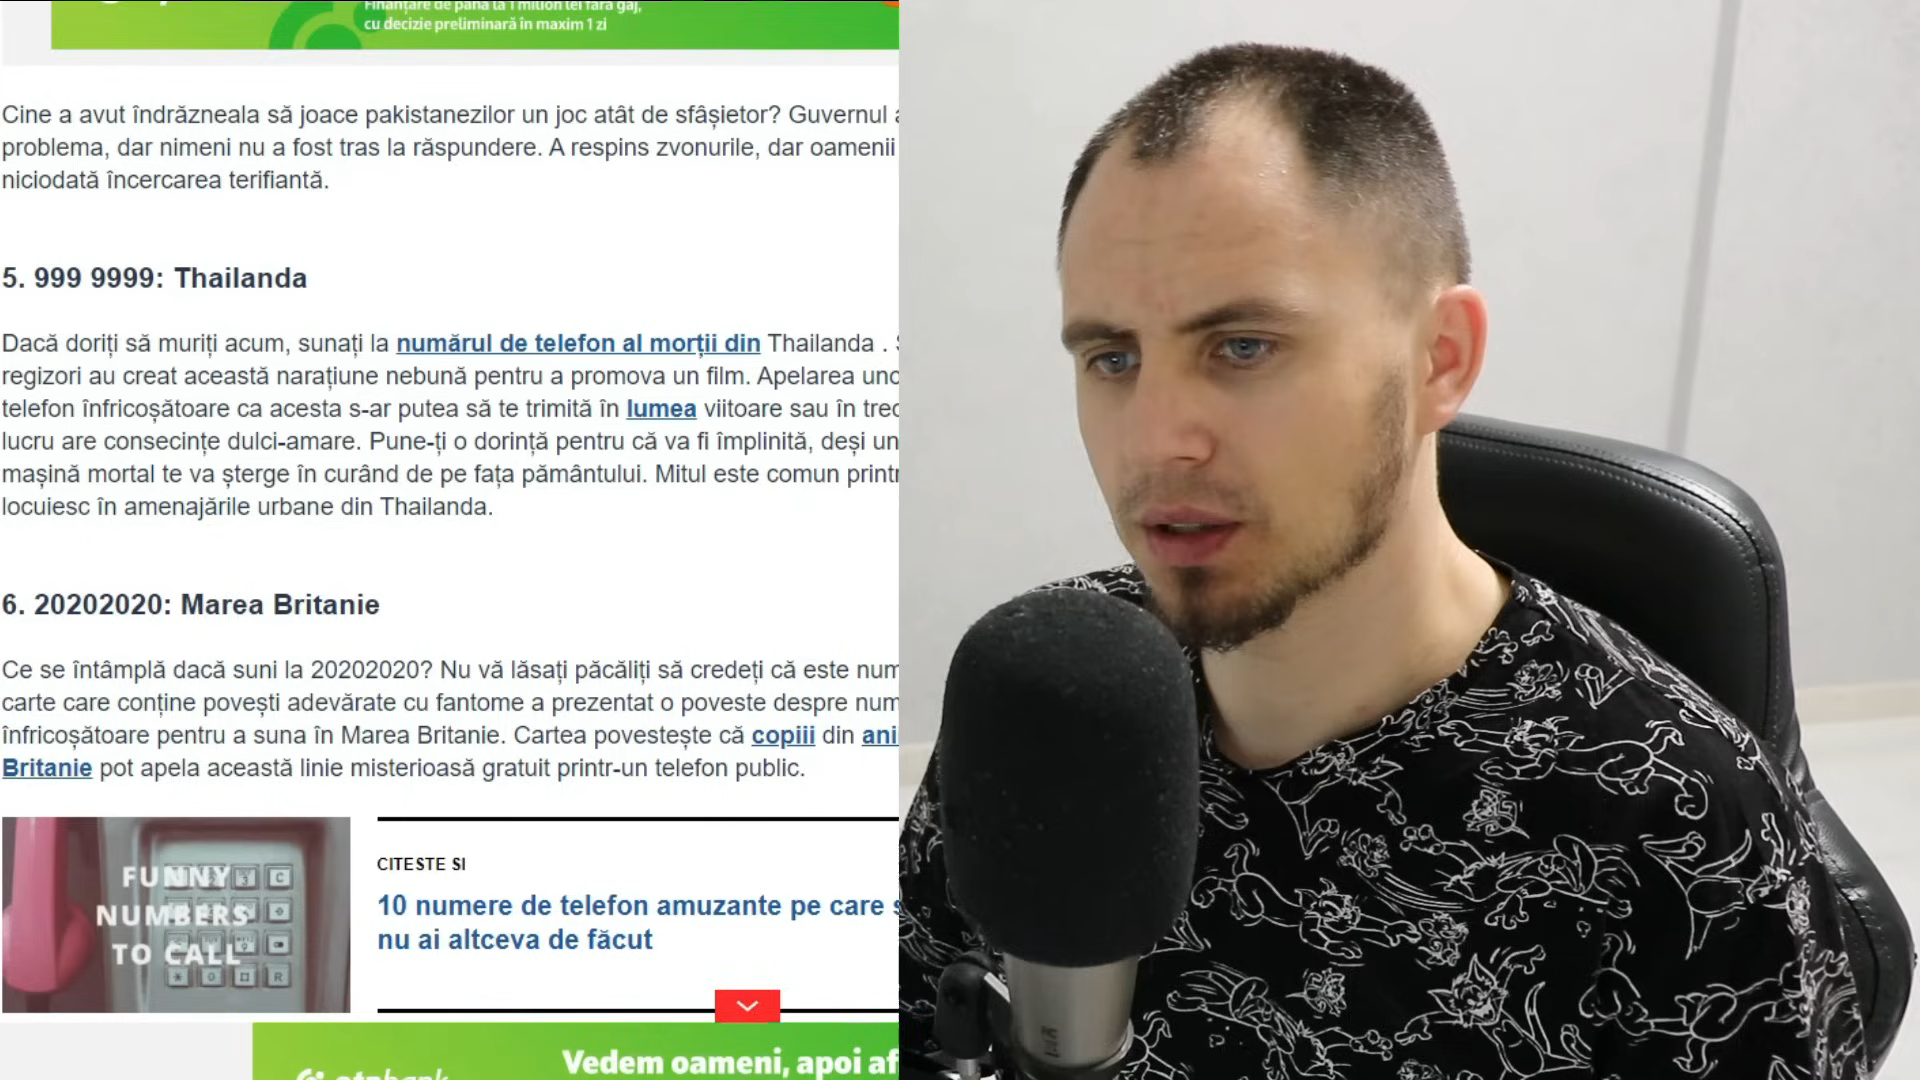 Finanțare de până la 1 milion lei fără gaj,
cu decizie preliminară în maxim 1 zi
Cine a avut îndrăzneala să joace pakistanezilor un joc atât de sfâșietor? Guvernul
problema, dar nimeni nu a fost tras la răspundere. A respins zvonurile, dar oamenii
niciodată încercarea terifiantă.
5. 999 9999: Thailanda
Dacă doriți să muriți acum, sunați la numărul de telefon al morții din Thailanda .
regizori au creat această narațiune nebună pentru a promova un film. Apelarea
telefon înfricoșătoare ca acesta s-ar putea să te trimită în lumea viitoare sau în
lucru are consecințe dulci-amare. Pune-ți o dorință pentru că va fi împlinită, deși un
mașină mortal te va șterge în curând de pe fața pământului. Mitul este comun
locuiesc în amenajările urbane din Thailanda.
6. 20202020: Marea Britanie
Ce se întâmplă dacă suni la 20202020? Nu vă lăsați păcăliți să credeți că este
carte care conține povești adevărate cu fantome a prezentat o poveste despre
înfricoșătoare pentru a suna în Marea Britanie. Cartea povestește că copiii din
Britanie pot apela această linie misterioasă gratuit printr-un telefon public.
FUNNY
NUMBERS
TO CALL
CITESTE SI
10 numere de telefon amuzante pe care
nu ai altceva de făcut
Vedem oameni, apoi
otpbank